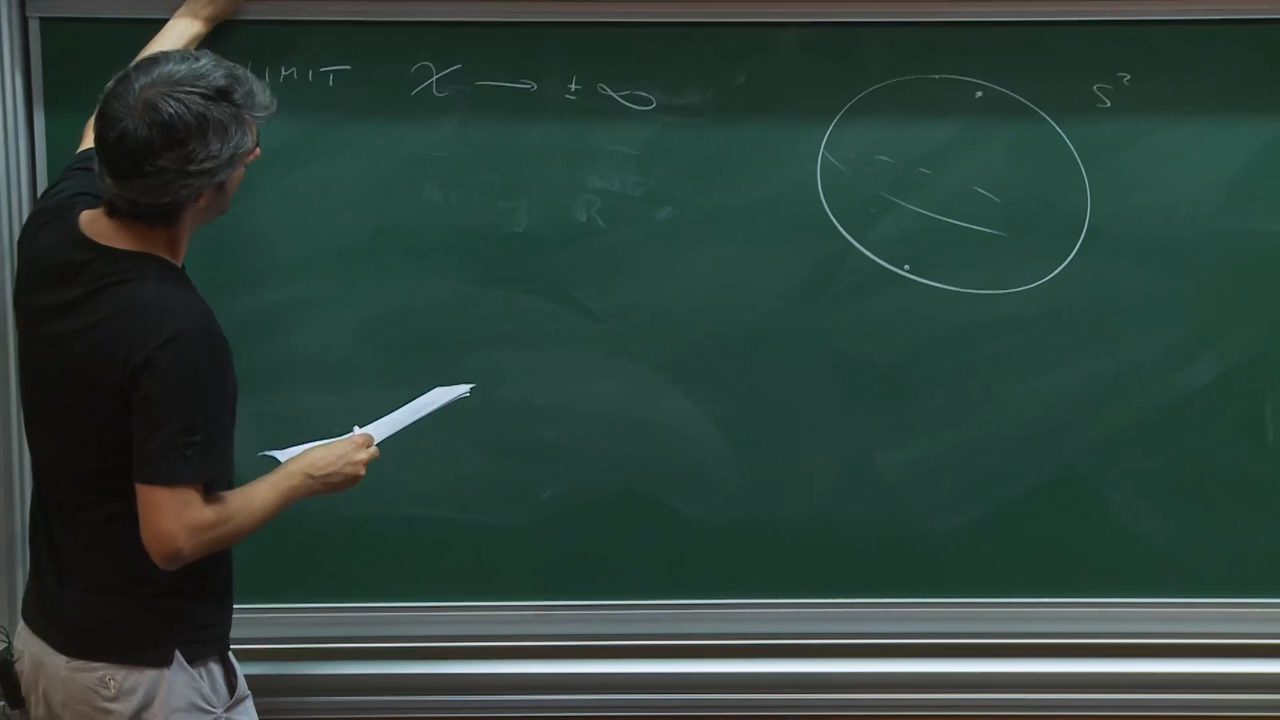 LIMIT χ ⟶ ± ∞
S²
R